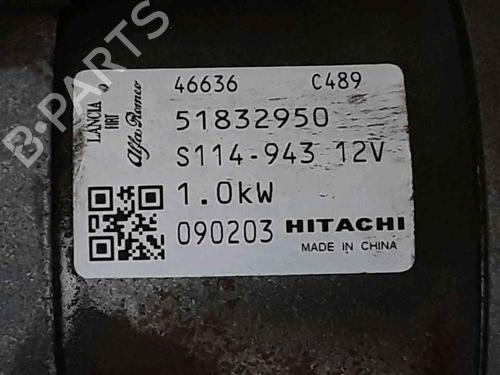 B-PARTS
46636 C489
LANCIA FIAT Alfa Romeo
51832950
S114-943 12V
1.0kW
090203 HITACHI
MADE IN CHINA